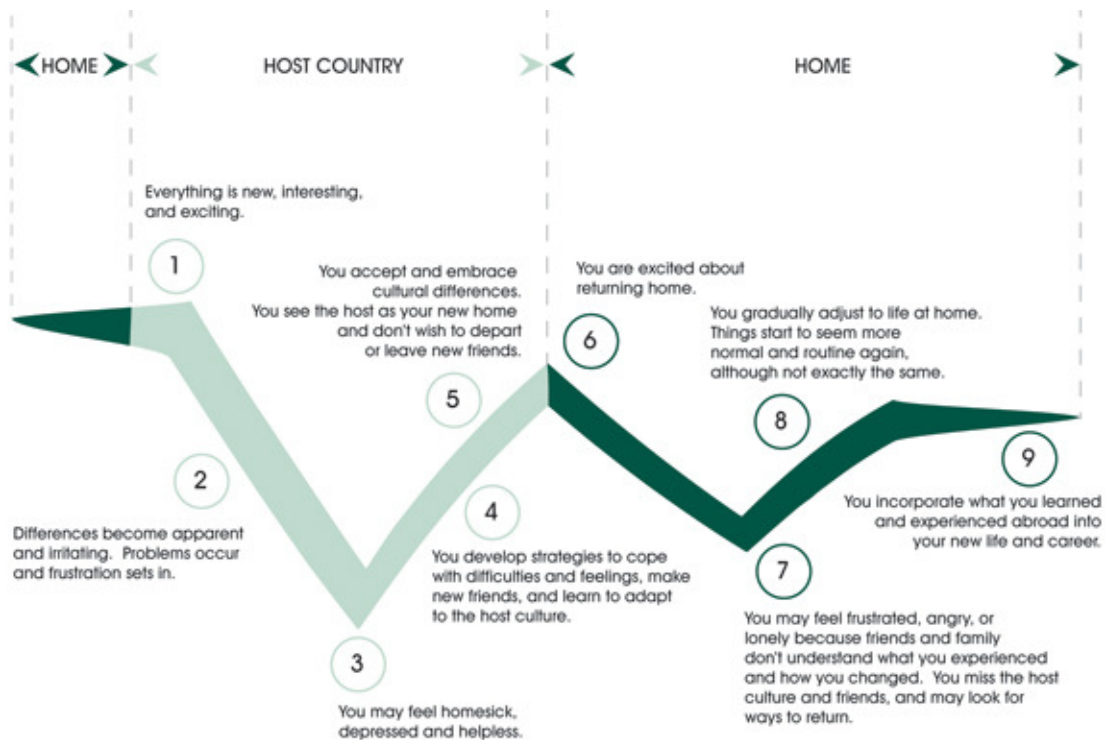 HOME
HOST COUNTRY
HOME
Everything is new, interesting,
and exciting.
1
2
Differences become apparent
and irritating. Problems occur
and frustration sets in.
3
You may feel homesick,
depressed and helpless.
4
You develop strategies to cope
with difficulties and feelings, make
new friends, and learn to adapt
to the host culture.
You accept and embrace
cultural differences.
You see the host as your new home
and don't wish to depart
or leave new friends.
5
You are excited about
returning home.
6
7
You may feel frustrated, angry, or
lonely because friends and family
don't understand what you experienced
and how you changed. You miss the host
culture and friends, and may look for
ways to return.
You gradually adjust to life at home.
Things start to seem more
normal and routine again,
although not exactly the same.
8
9
You incorporate what you learned
and experienced abroad into
your new life and career.